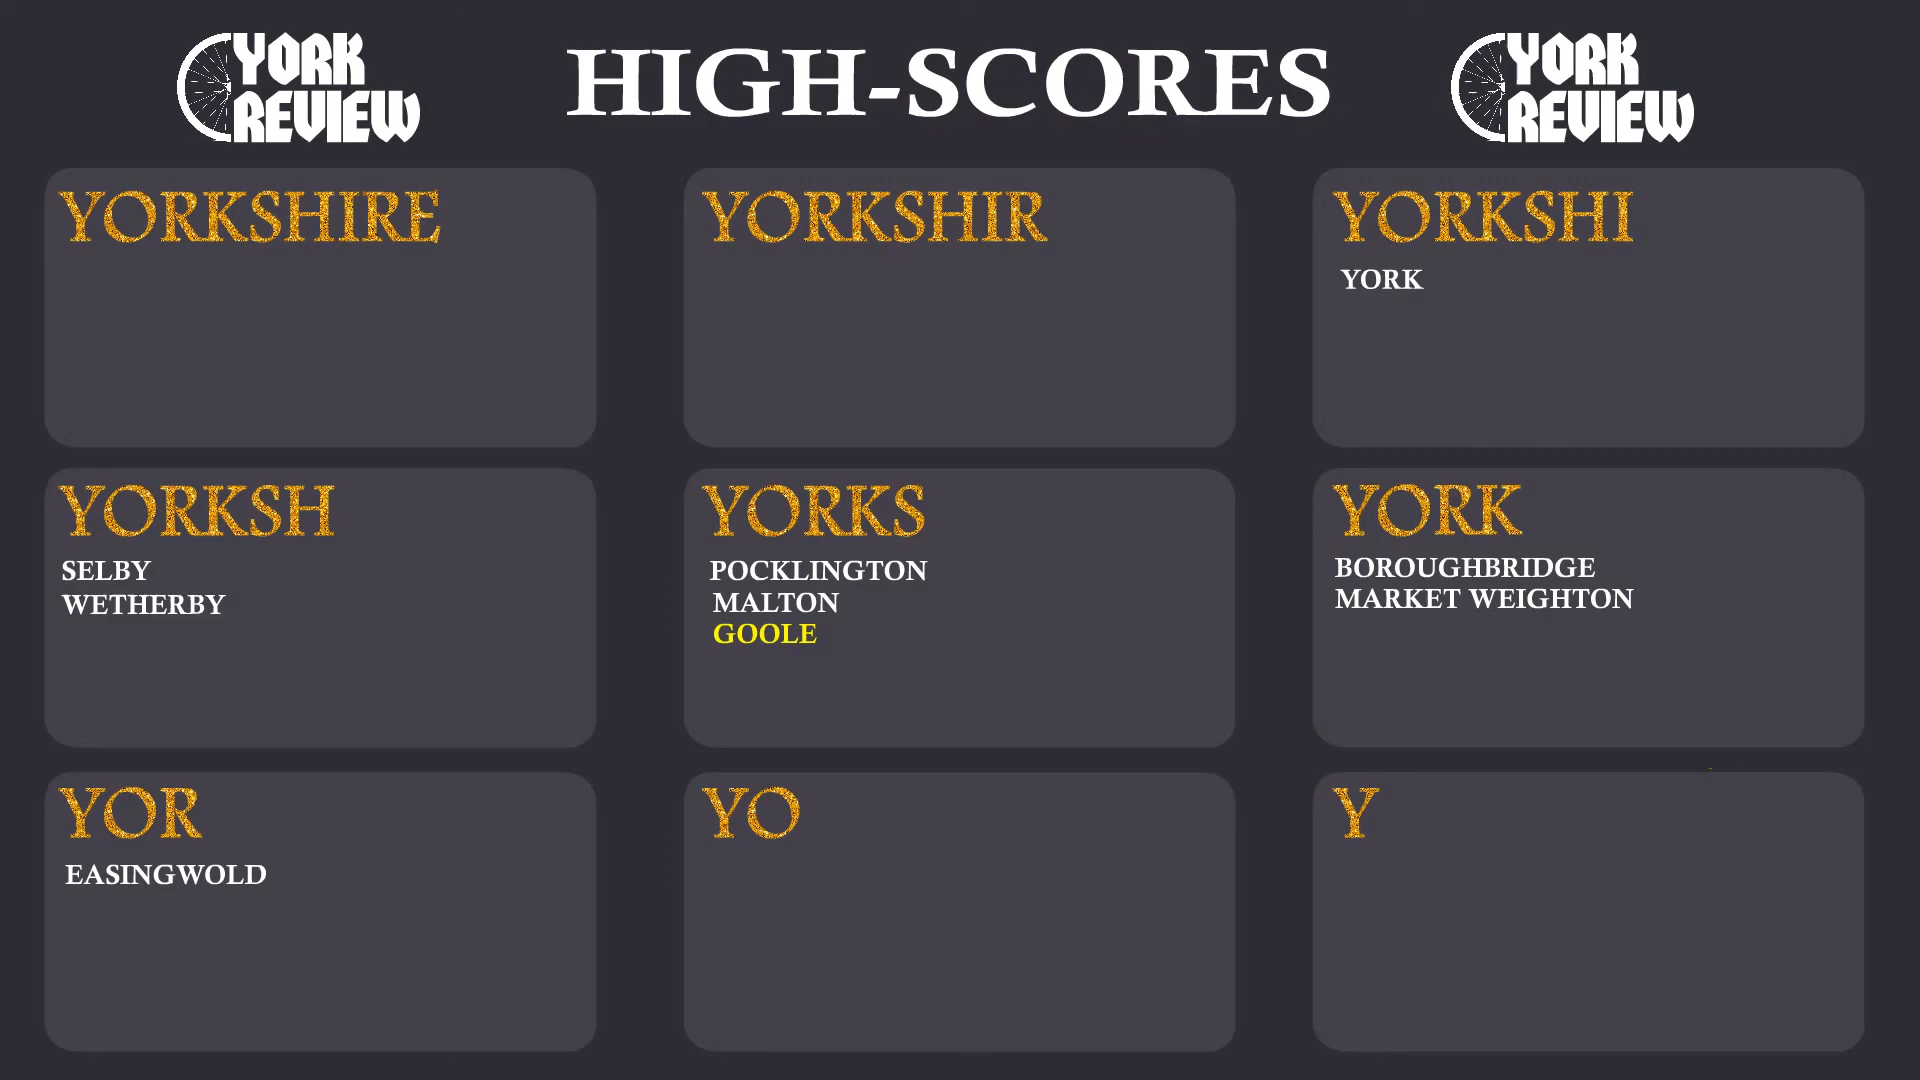 YORK
REVIEW
HIGH-SCORES
YORK
REVIEW
YORKSHIRE
YORKSHIR
YORKSHI
YORK
YORKSH
SELBY
WETHERBY
YORKS
POCKLINGTON
MALTON
GOOLE
YORK
BOROUGHBRIDGE
MARKET WEIGHTON
YOR
EASINGWOLD
YO
Y